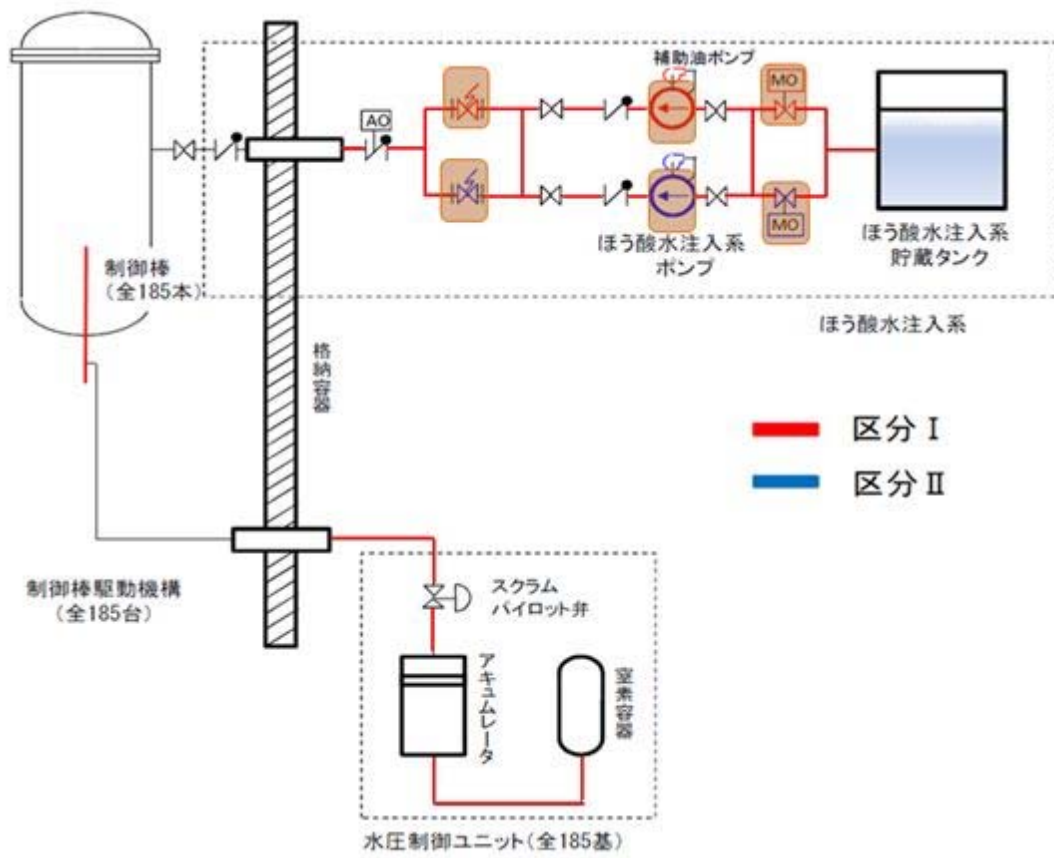 補助油ポンプ
MO
AO
MO
ほう酸水注入系
ポンプ
ほう酸水注入系
貯蔵タンク
ほう酸水注入系
制御棒
（全185本）
格納容器
区分Ⅰ
区分Ⅱ
制御棒駆動機構
（全185台）
スクラム
パイロット弁
アキュムレータ
窒素容器
水圧制御ユニット（全185基）